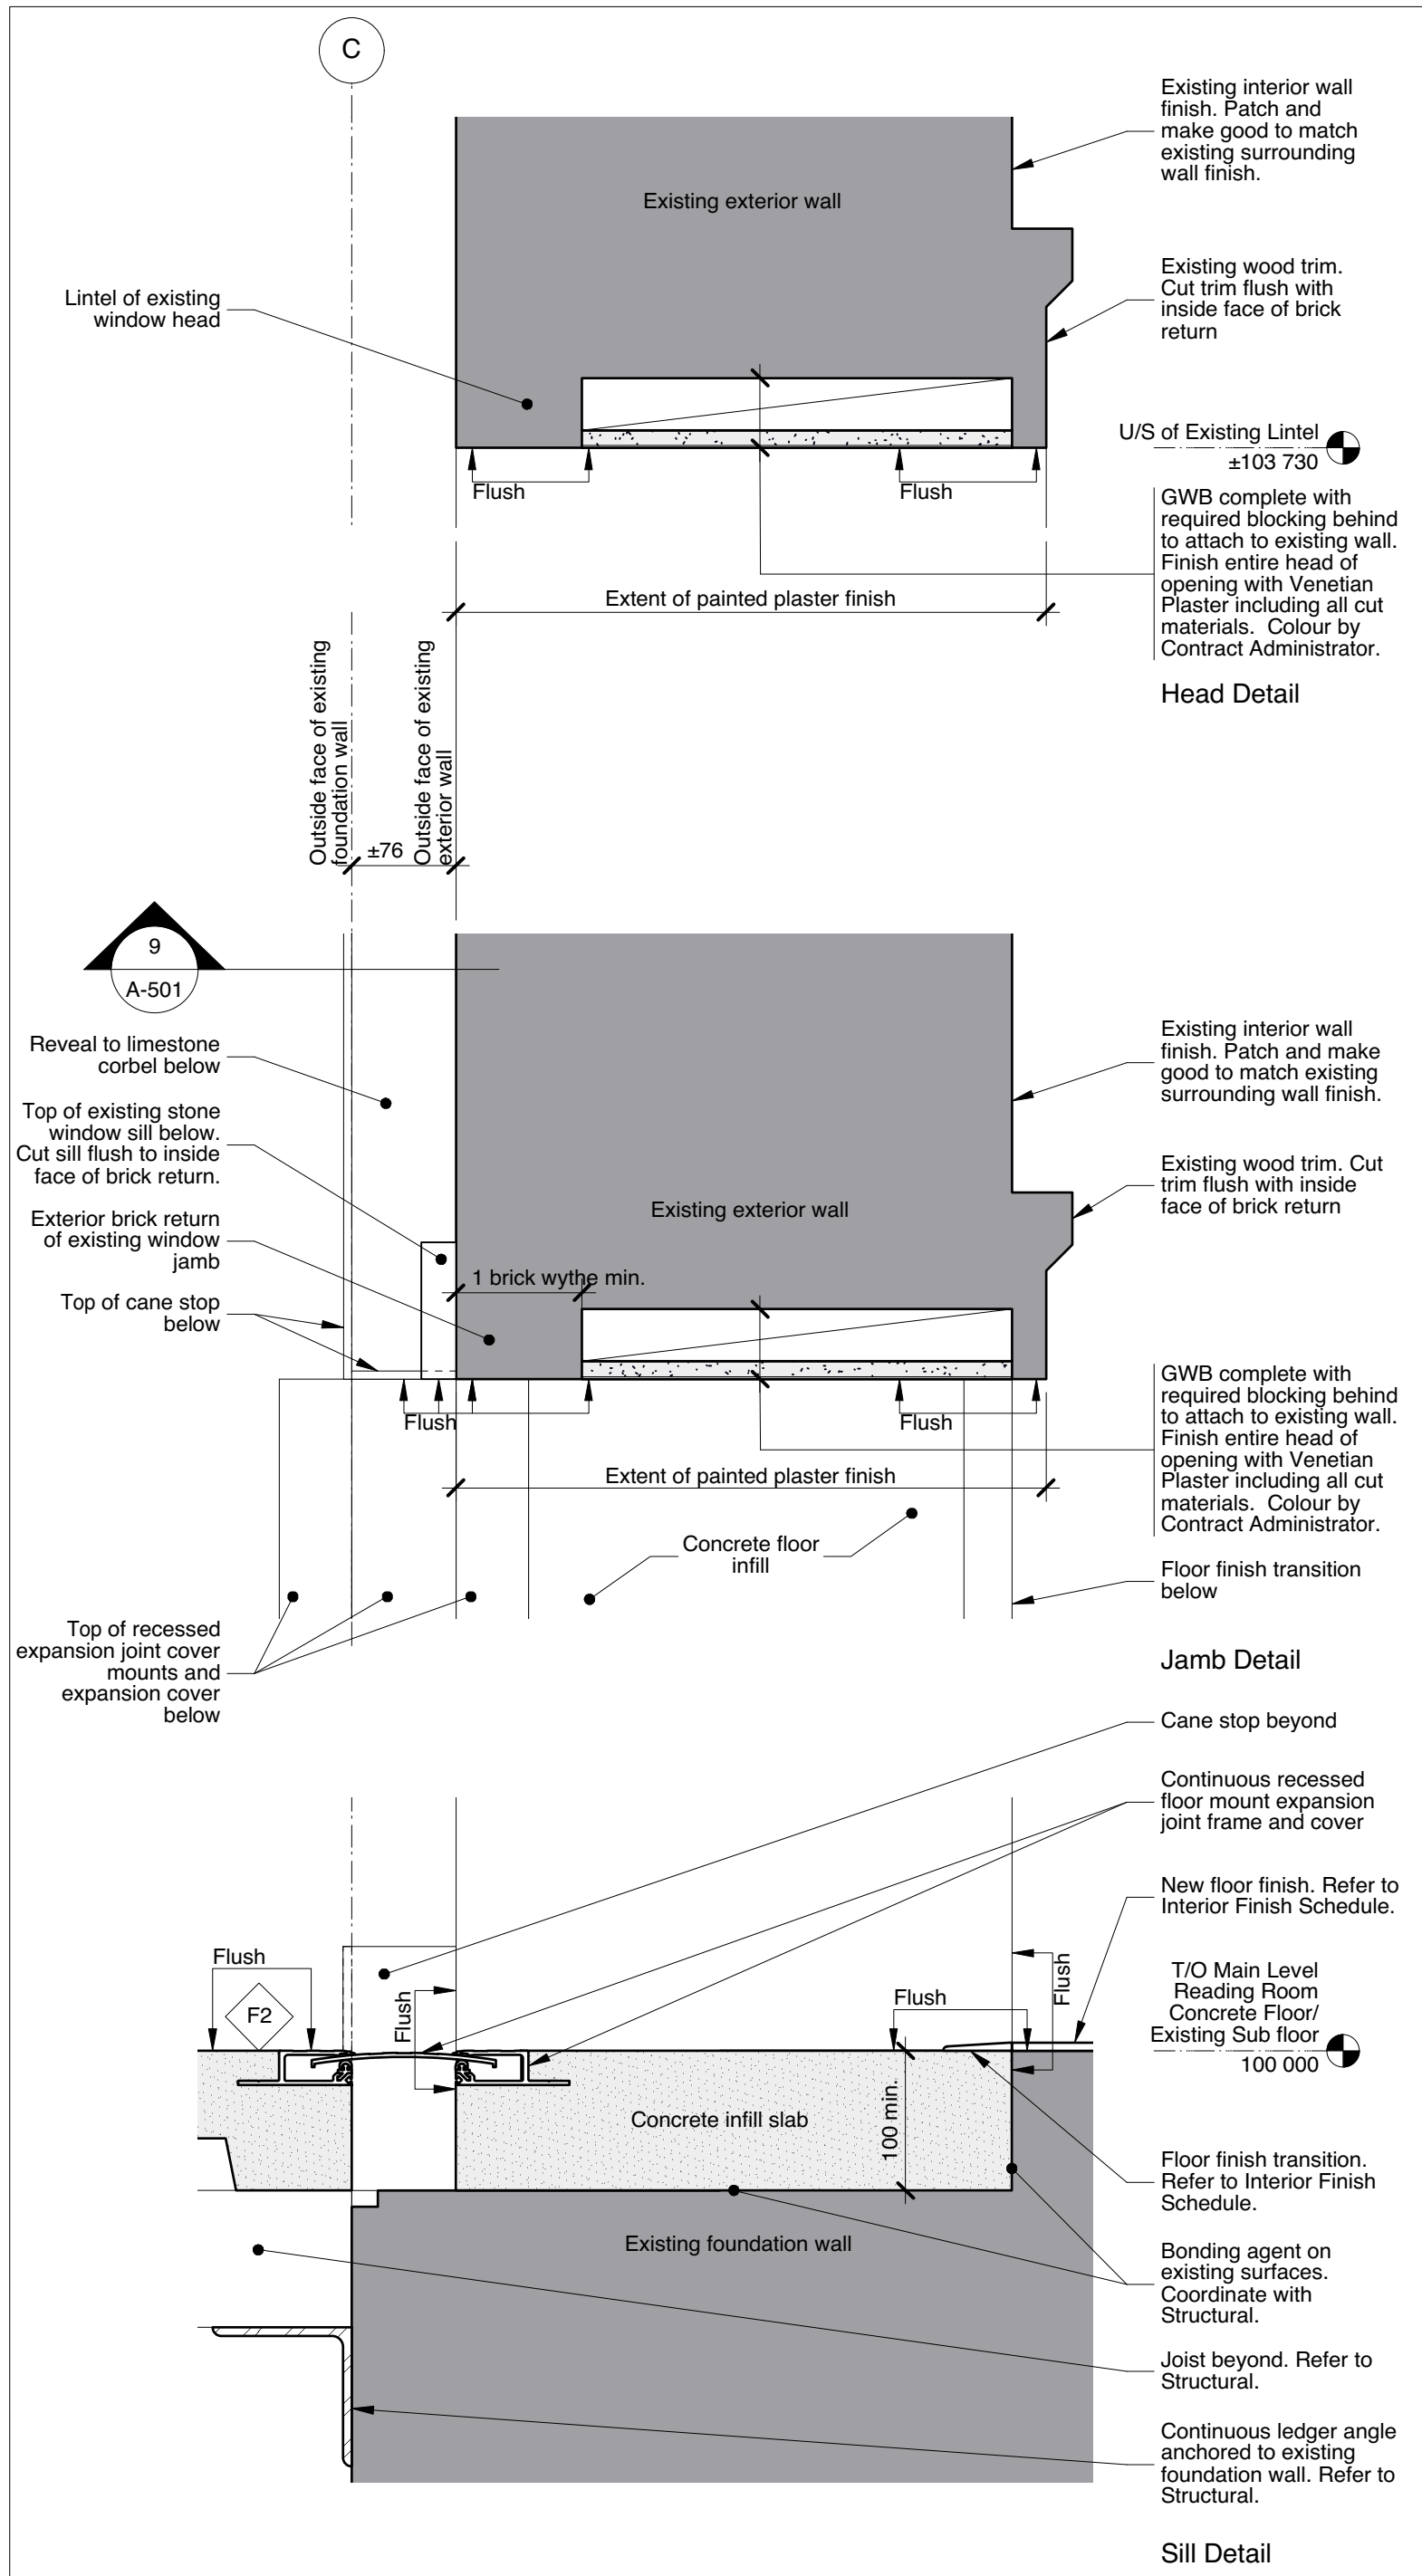 C
Existing interior wall
finish. Patch and
make good to match
existing surrounding
wall finish.
Existing exterior wall
Existing wood trim.
Cut trim flush with
inside face of brick
return
Lintel of existing
window head
U/S of Existing Lintel
±103 730
Flush
Flush
GWB complete with
required blocking behind
to attach to existing wall.
Finish entire head of
opening with Venetian
Plaster including all cut
materials. Colour by
Contract Administrator.
Extent of painted plaster finish
Head Detail
Outside face of existing
foundation wall
Outside face of existing
exterior wall
±76
9
A-501
Reveal to limestone
corbel below
Existing interior wall
finish. Patch and make
good to match existing
surrounding wall finish.
Top of existing stone
window sill below.
Cut sill flush to inside
face of brick return.
Existing wood trim. Cut
trim flush with inside
face of brick return
Exterior brick return
of existing window
jamb
Existing exterior wall
1 brick wythe min.
Top of cane stop
below
Flush
Flush
GWB complete with
required blocking behind
to attach to existing wall.
Finish entire head of
opening with Venetian
Plaster including all cut
materials. Colour by
Contract Administrator.
Extent of painted plaster finish
Concrete floor
infill
Floor finish transition
below
Top of recessed
expansion joint cover
mounts and
expansion cover
below
Jamb Detail
Cane stop beyond
Continuous recessed
floor mount expansion
joint frame and cover
New floor finish. Refer to
Interior Finish Schedule.
Flush
F2
Flush
Flush
Flush
T/O Main Level
Reading Room
Concrete Floor/
Existing Sub floor
100 000
Concrete infill slab
100 min.
Floor finish transition.
Refer to Interior Finish
Schedule.
Existing foundation wall
Bonding agent on
existing surfaces.
Coordinate with
Structural.
Joist beyond. Refer to
Structural.
Continuous ledger angle
anchored to existing
foundation wall. Refer to
Structural.
Sill Detail